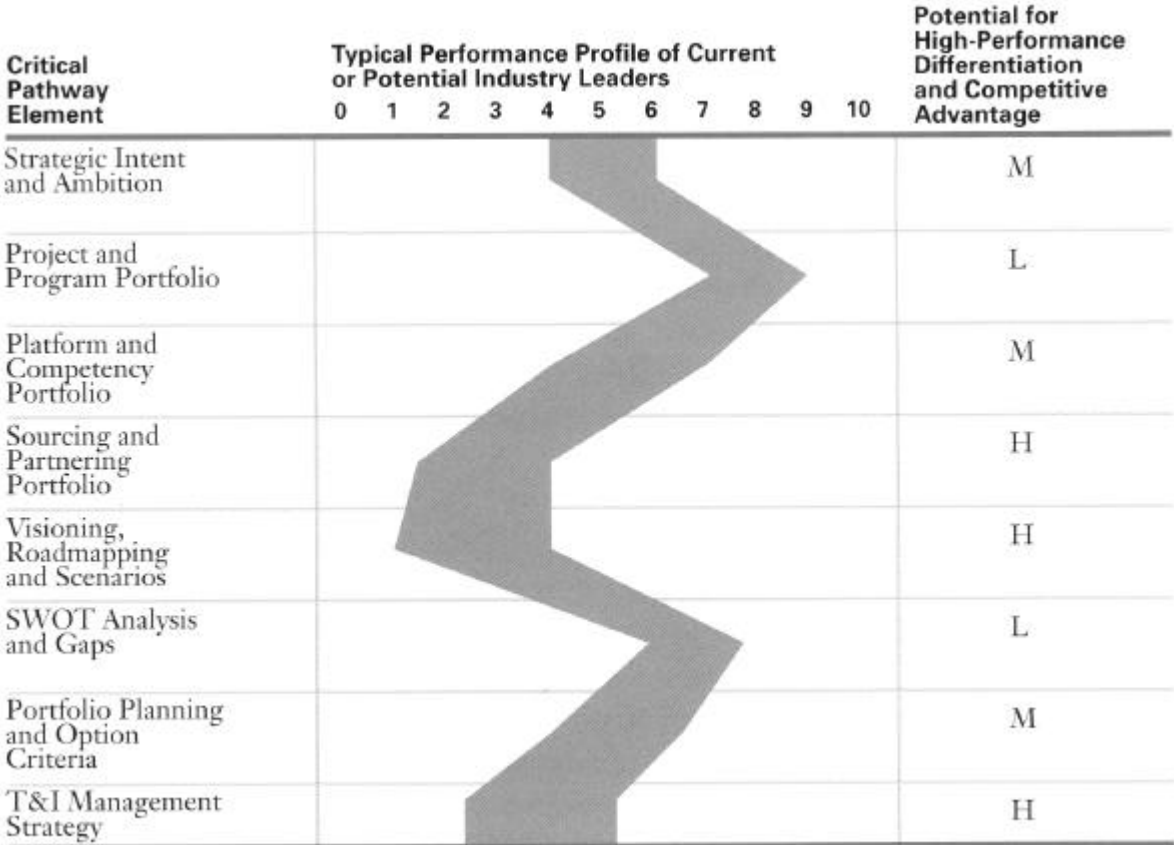 Critical
Pathway
Element
Typical Performance Profile of Current
or Potential Industry Leaders
0 1 2 3 4 5 6 7 8 9 10
Potential for
High-Performance
Differentiation
and Competitive
Advantage
Strategic Intent
and Ambition
M
Project and
Program Portfolio
L
Platform and
Competency
Portfolio
M
Sourcing and
Partnering
Portfolio
H
Visioning,
Roadmapping
and Scenarios
H
SWOT Analysis
and Gaps
L
Portfolio Planning
and Option
Criteria
M
T&I Management
Strategy
H